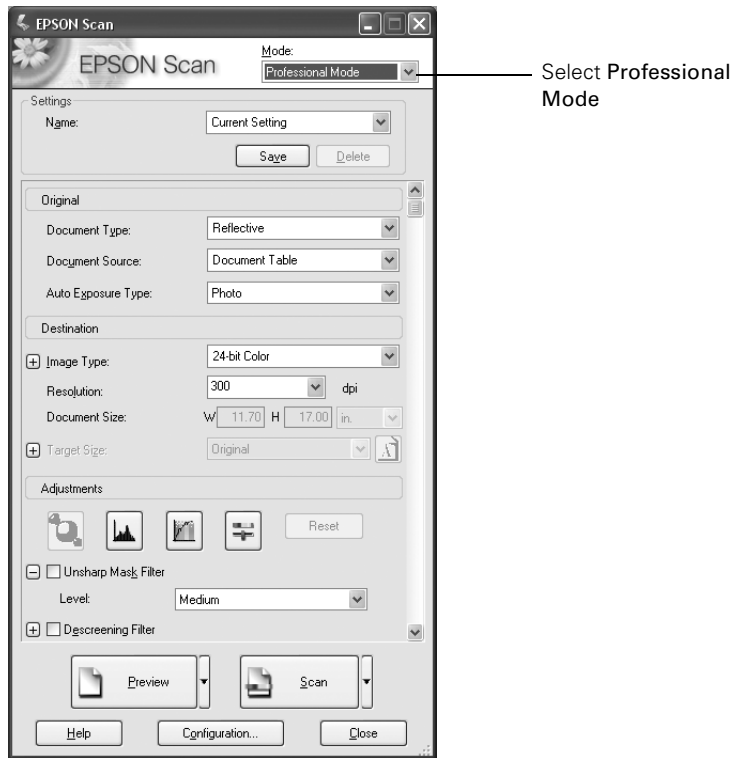 EPSON Scan
EPSON Scan
Mode:
Professional Mode
Select Professional
Mode
Settings
Name:
Current Setting
Save
Delete
Original
Document Type:
Reflective
Document Source:
Document Table
Auto Exposure Type:
Photo
Destination
Image Type:
24-bit Color
Resolution:
300
dpi
Document Size:
W 11.70 H 17.00 in.
Target Size:
Original
Adjustments
Reset
Unsharp Mask Filter
Level:
Medium
Descreening Filter
Preview
Scan
Help
Configuration...
Close